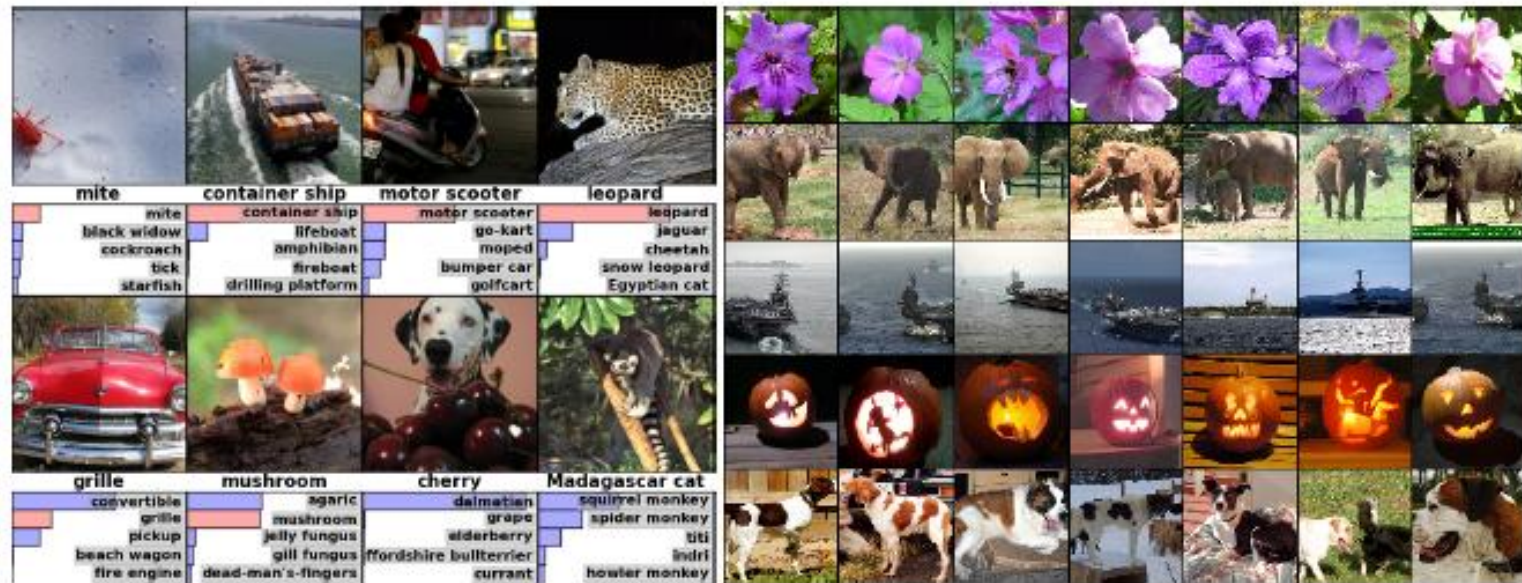 mite container ship motor scooter leopard
mite container ship motor scooter leopard
black widow lifeboat go-kart jaguar
cockroach amphibian moped cheetah
tick fireboat bumper car snow leopard
starfish drilling platform golfcart Egyptian cat
grille mushroom cherry Madagascar cat
convertible agaric dalmatian squirrel monkey
grille mushroom grape spider monkey
pickup jelly fungus elderberry titi
beach wagon gill fungus ffordshire bullterrier indri
fire engine dead-man's-fingers currant howler monkey